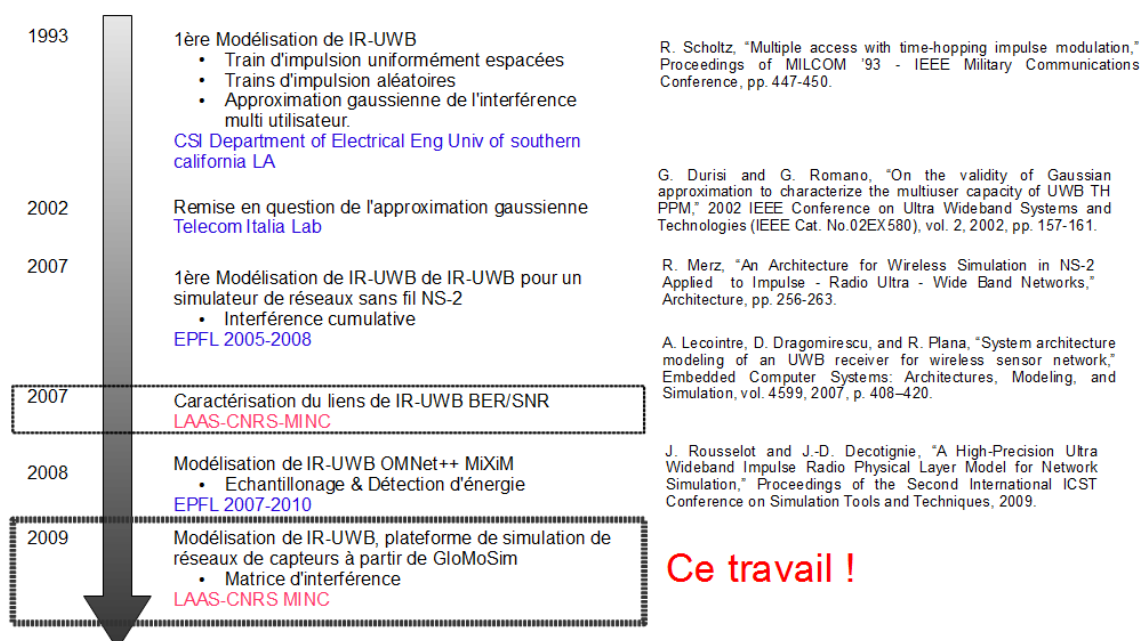 1993
1ère Modélisation de IR-UWB
• Train d'impulsion uniformément espacées
• Trains d'impulsion aléatoires
• Approximation gaussienne de l'interférence
multi utilisateur.
CSI Department of Electrical Eng Univ of southern
california LA
R. Scholtz, “Multiple access with time-hopping impulse modulation,”
Proceedings of MILCOM ’93 - IEEE Military Communications
Conference, pp. 447-450.
2002
Remise en question de l'approximation gaussienne
Telecom Italia Lab
G. Durisi and G. Romano, “On the validity of Gaussian
approximation to characterize the multiuser capacity of UWB TH
PPM,” 2002 IEEE Conference on Ultra Wideband Systems and
Technologies (IEEE Cat. No.02EX580), vol. 2, 2002, pp. 157-161.
2007
1ère Modélisation de IR-UWB de IR-UWB pour un
simulateur de réseaux sans fil NS-2
• Interférence cumulative
EPFL 2005-2008
R. Merz, “An Architecture for Wireless Simulation in NS-2
Applied to Impulse - Radio Ultra - Wide Band Networks,”
Architecture, pp. 256-263.
2007
Caractérisation du liens de IR-UWB BER/SNR
LAAS-CNRS-MINC
A. Lecointre, D. Dragomirescu, and R. Plana, “System architecture
modeling of an UWB receiver for wireless sensor network,”
Embedded Computer Systems: Architectures, Modeling, and
Simulation, vol. 4599, 2007, p. 408–420.
2008
Modélisation de IR-UWB OMNet++ MiXiM
• Echantillonage & Détection d'énergie
EPFL 2007-2010
J. Rousselot and J.-D. Decotignie, “A High-Precision Ultra
Wideband Impulse Radio Physical Layer Model for Network
Simulation,” Proceedings of the Second International ICST
Conference on Simulation Tools and Techniques, 2009.
2009
Modélisation de IR-UWB, plateforme de simulation de
réseaux de capteurs à partir de GloMoSim
• Matrice d'interférence
LAAS-CNRS MINC
Ce travail !